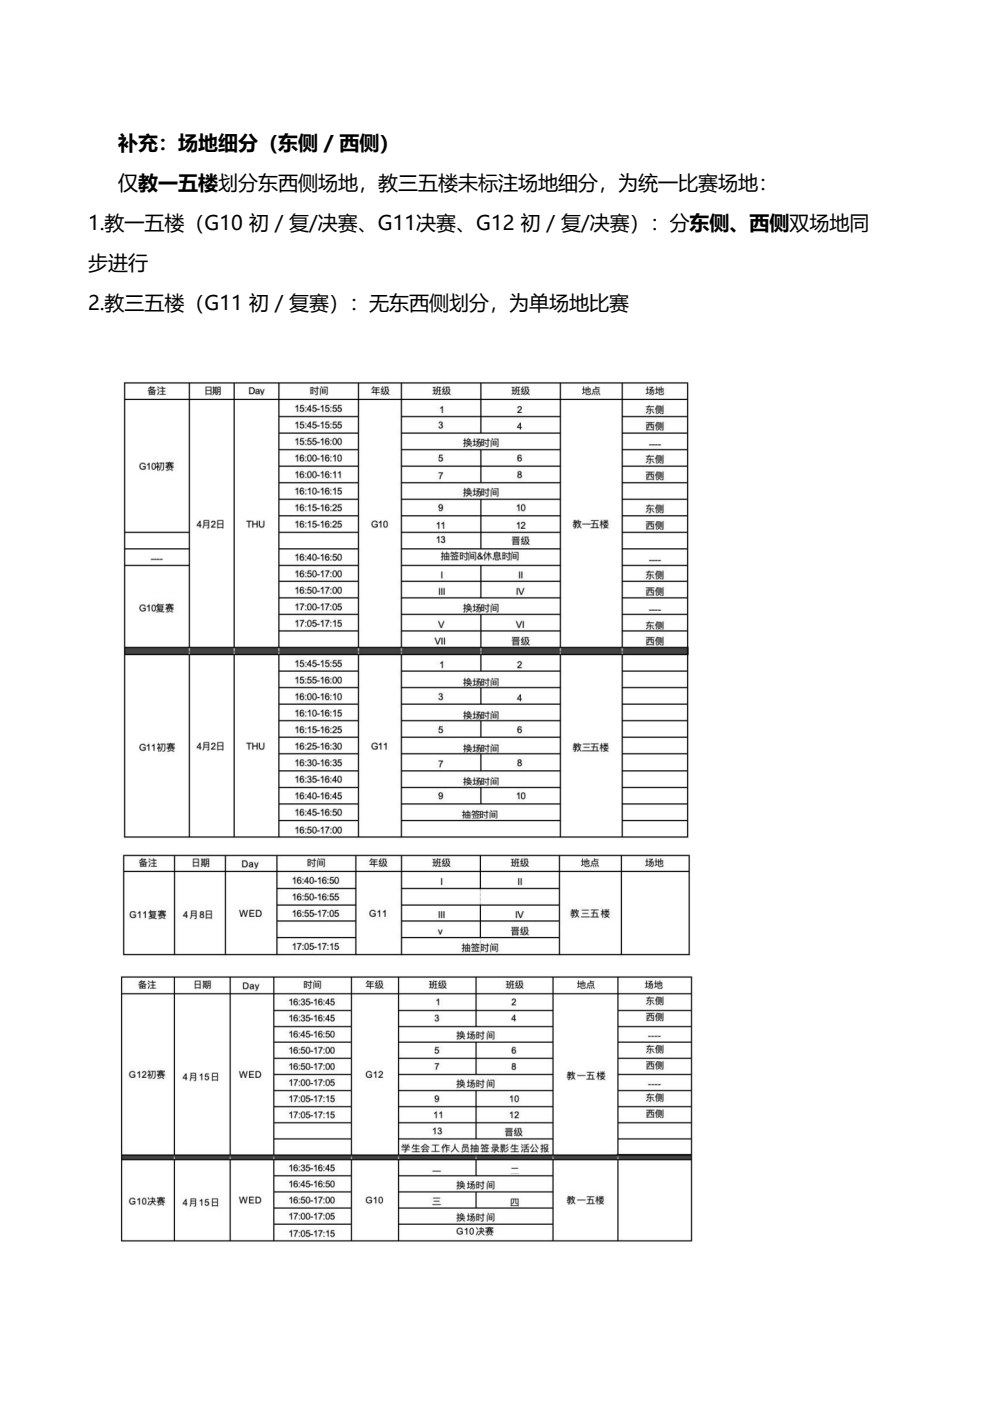 补充：场地细分（东侧 / 西侧）
仅教一五楼划分东西侧场地，教三五楼未标注场地细分，为统一比赛场地：
1.教一五楼（G10 初 / 复/决赛、G11决赛、G12 初 / 复/决赛）：分东侧、西侧双场地同
步进行
2.教三五楼（G11 初 / 复赛）：无东西侧划分，为单场地比赛
备注 日期 Day 时间 年级 班级 班级 地点 场地
15:45-15:55 1 2 东侧
15:45-15:55 3 4 西侧
15:55-16:00 换场时间 ----
G10初赛 16:00-16:10 5 6 东侧
16:00-16:11 7 8 西侧
16:10-16:15 换场时间
16:15-16:25 9 10 东侧
4月2日 THU 16:15-16:25 G10 11 12 教一五楼 西侧
13 晋级
---- 16:40-16:50 抽签时间&休息时间 ----
16:50-17:00 I II 东侧
16:50-17:00 III IV 西侧
G10复赛 17:00-17:05 换场时间 ----
17:05-17:15 V VI 东侧
VII 晋级 西侧
15:45-15:55 1 2
15:55-16:00 换场时间
16:00-16:10 3 4
16:10-16:15 换场时间
16:15-16:25 5 6
G11初赛 4月2日 THU 16:25-16:30 G11 换场时间 教三五楼
16:30-16:35 7 8
16:35-16:40 换场时间
16:40-16:45 9 10
16:45-16:50 抽签时间
16:50-17:00
备注 日期 Day 时间 年级 班级 班级 地点 场地
16:40-16:50 I II
16:50-16:55
G11复赛 4月8日 WED 16:55-17:05 G11 III IV 教三五楼
v 晋级
17:05-17:15 抽签时间
备注 日期 Day 时间 年级 班级 班级 地点 场地
16:35-16:45 1 2 东侧
16:35-16:45 3 4 西侧
16:45-16:50 换场时间 ----
16:50-17:00 5 6 东侧
16:50-17:00 7 8 西侧
G12初赛 4月15日 WED 17:00-17:05 G12 换场时间 教一五楼 ----
17:05-17:15 9 10 东侧
17:05-17:15 11 12 西侧
13 晋级
学生会工作人员抽签录影生活公报
16:35-16:45 一 二
16:45-16:50 换场时间
G10决赛 4月15日 WED 16:50-17:00 G10 三 四 教一五楼
17:00-17:05 换场时间
17:05-17:15 G10决赛